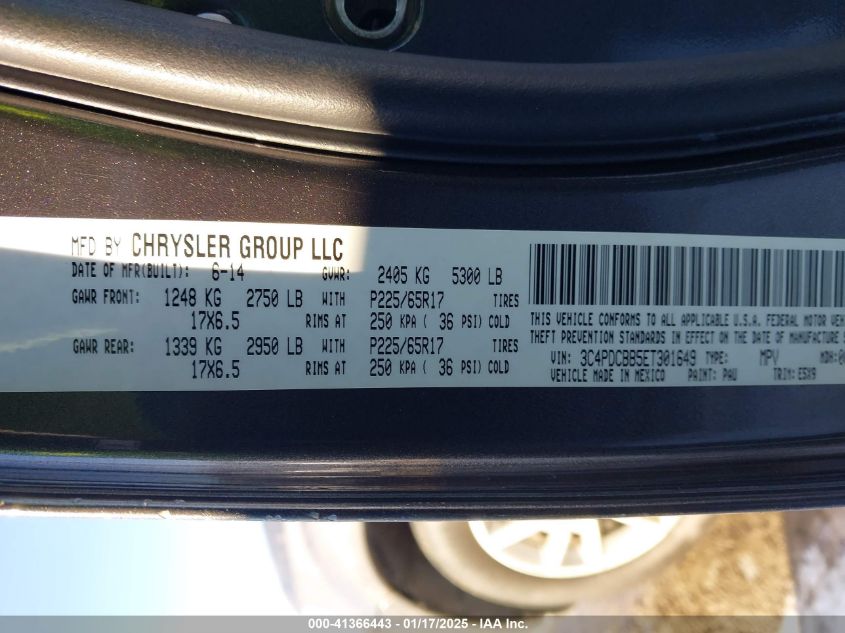 MFD BY CHRYSLER GROUP LLC
DATE OF MFR(BUILT): 6-14 GVWR: 2405 KG 5300 LB
GAWR FRONT: 1248 KG 2750 LB WITH P225/65R17 TIRES
17X6.5 RIMS AT 250 KPA ( 36 PSI) COLD
GAWR REAR: 1339 KG 2950 LB WITH P225/65R17 TIRES
17X6.5 RIMS AT 250 KPA ( 36 PSI) COLD
THIS VEHICLE CONFORMS TO ALL APPLICABLE U.S.A. FEDERAL MOTOR
THEFT PREVENTION STANDARDS IN EFFECT ON THE DATE OF MANUFACTURE
VIN: 3C4PDCBB5ET301649 TYPE: MPV MDH:
VEHICLE MADE IN MEXICO PAINT: PAU TRIM: E5X9
000-41366443 — 01/17/2025 — IAA Inc.